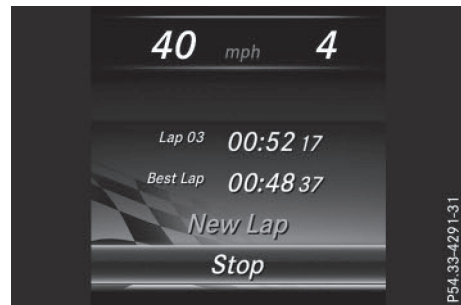 40 mph 4
Lap 03 00:52 17
Best Lap 00:48 37
New Lap
Stop
P54.33-4291-31